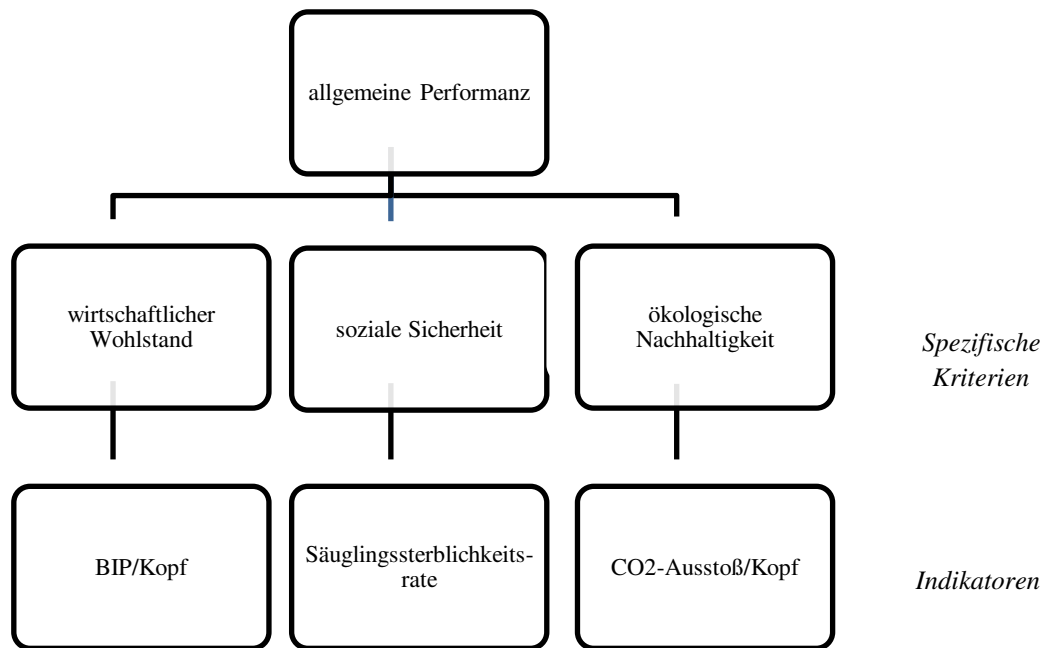 allgemeine Performanz
wirtschaftlicher
Wohlstand
soziale Sicherheit
ökologische
Nachhaltigkeit
Spezifische
Kriterien
BIP/Kopf
Säuglingssterblichkeits-
rate
CO2-Ausstoß/Kopf
Indikatoren